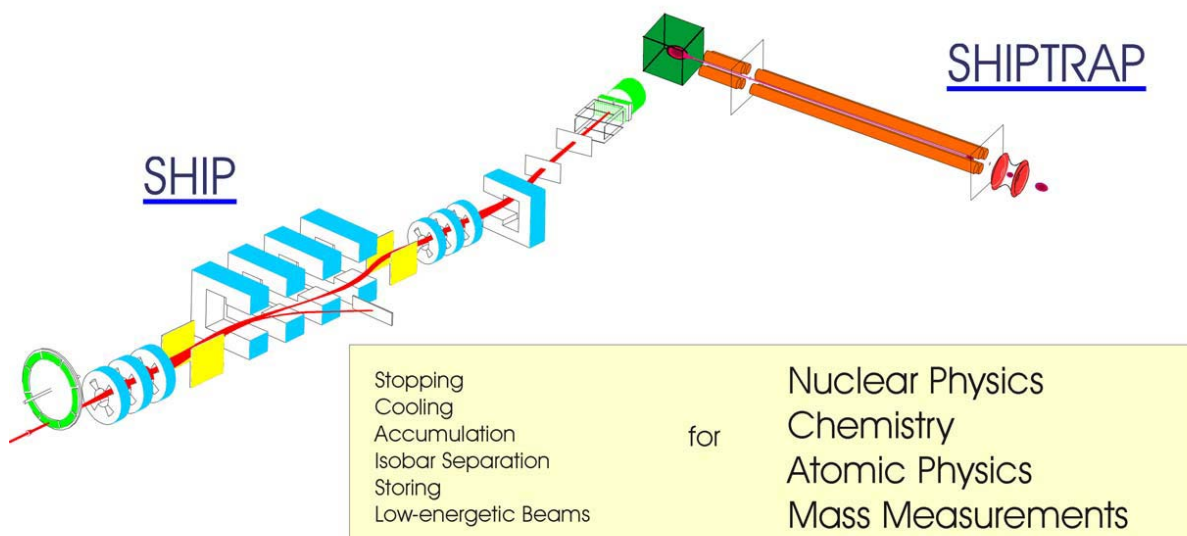 SHIPTRAP
SHIP
Stopping
Cooling
Accumulation
Isobar Separation
Storing
Low-energetic Beams
for
Nuclear Physics
Chemistry
Atomic Physics
Mass Measurements